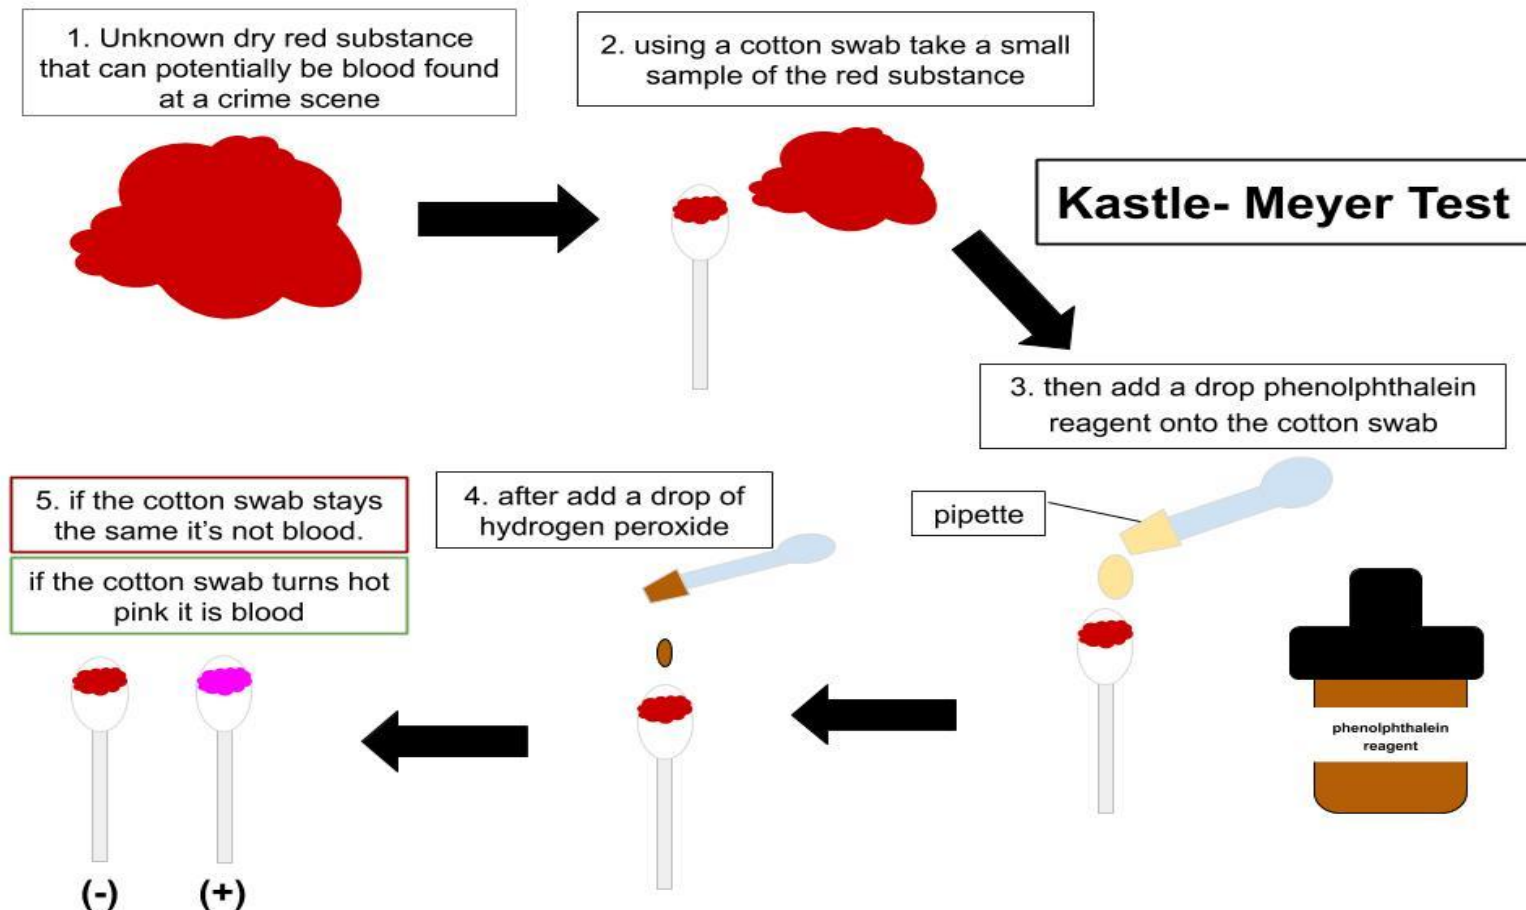 1. Unknown dry red substance
that can potentially be blood found
at a crime scene
2. using a cotton swab take a small
sample of the red substance
Kastle- Meyer Test
3. then add a drop phenolphthalein
reagent onto the cotton swab
pipette
phenolphthalein
reagent
4. after add a drop of
hydrogen peroxide
5. if the cotton swab stays
the same it’s not blood.
if the cotton swab turns hot
pink it is blood
(-)
(+)